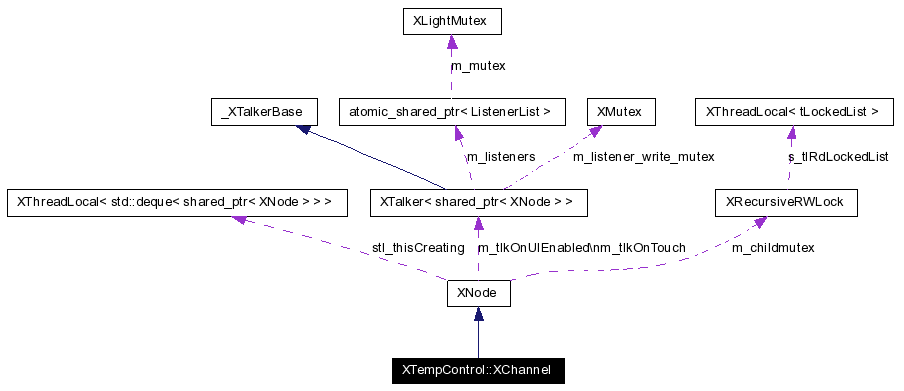 XLightMutex
m_mutex
_XTalkerBase
atomic_shared_ptr< ListenerList >
XMutex
XThreadLocal< tLockedList >
m_listeners
m_listener_write_mutex
s_tlRdLockedList
XThreadLocal< std::deque< shared_ptr< XNode > > >
XTalker< shared_ptr< XNode > >
XRecursiveRWLock
stl_thisCreating
m_tlkOnUIEnabled\nm_tlkOnTouch
m_childmutex
XNode
XTempControl::XChannel